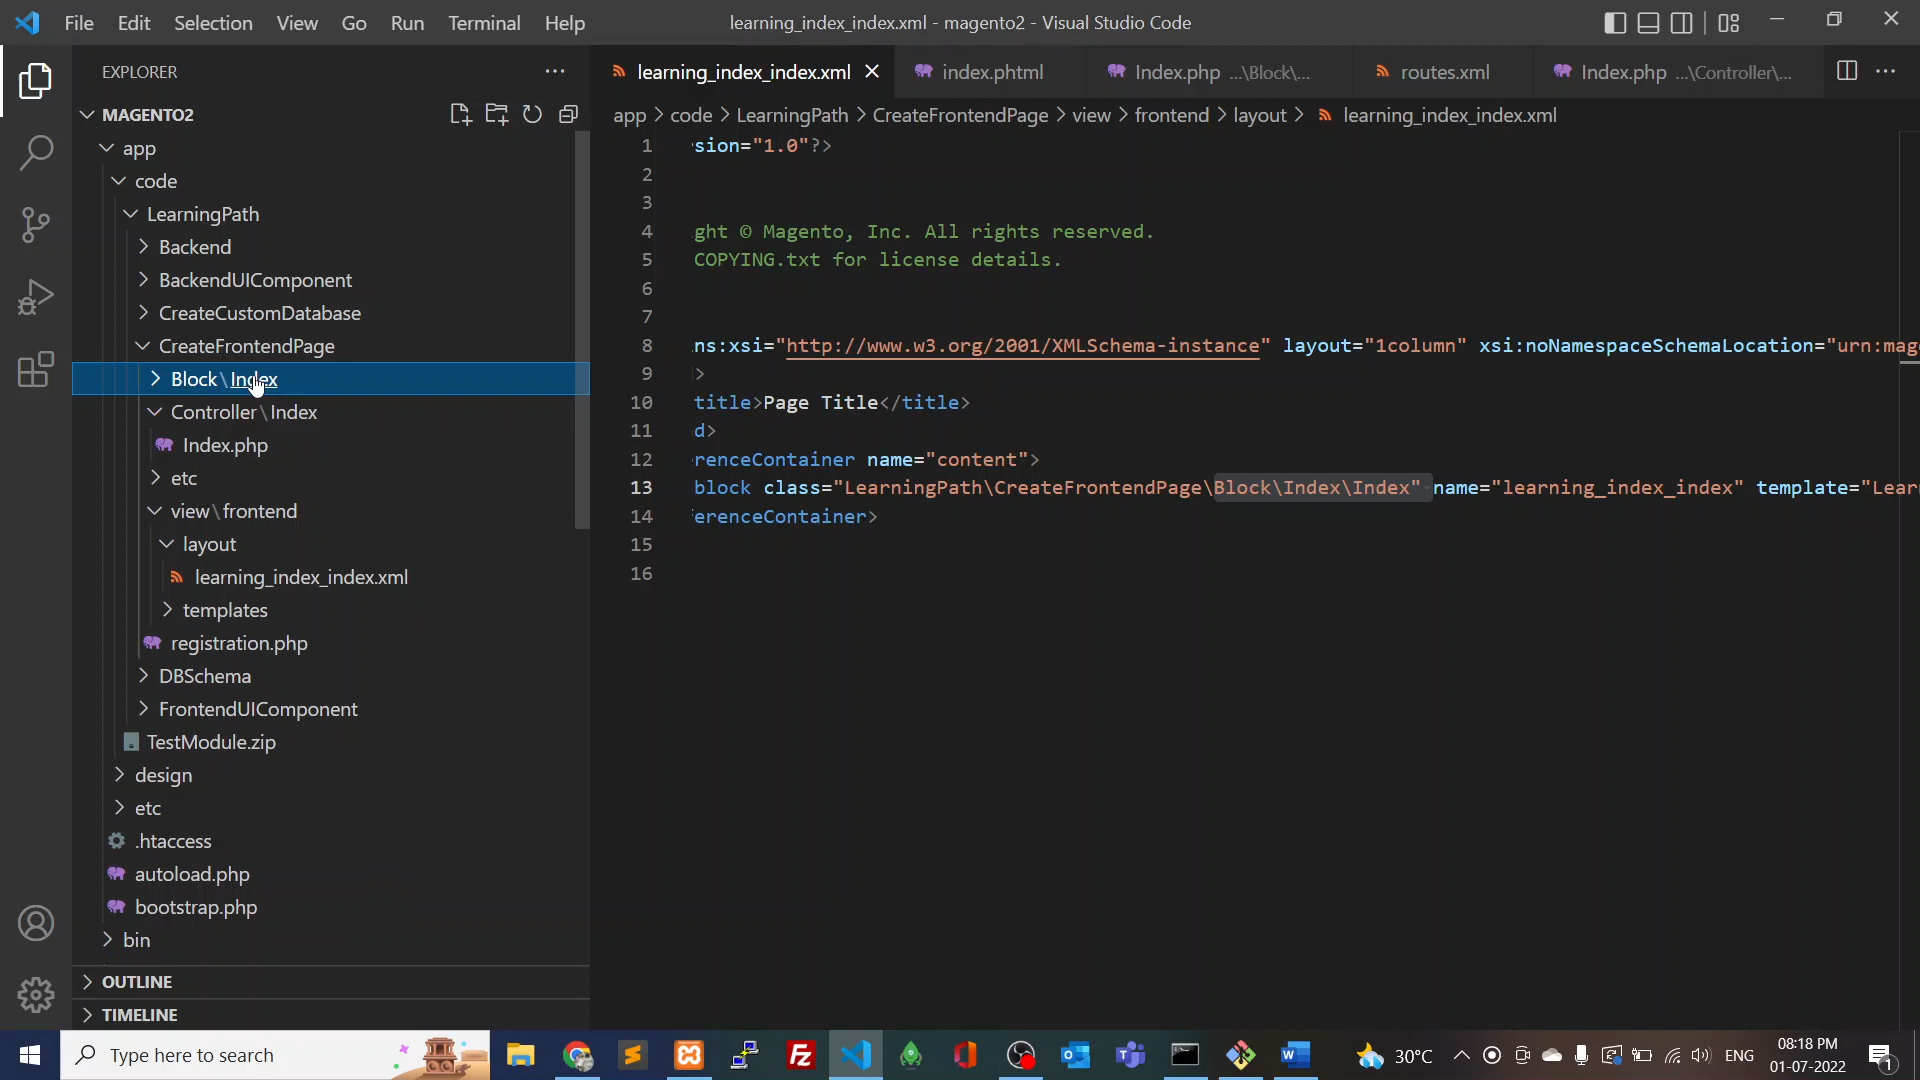 File Edit Selection View Go Run Terminal Help
learning_index_index.xml - magento2 - Visual Studio Code
EXPLORER
MAGENTO2
app
code
LearningPath
Backend
BackendUIComponent
CreateCustomDatabase
CreateFrontendPage
Block\Index
Controller\Index
Index.php
etc
view\frontend
layout
learning_index_index.xml
templates
registration.php
DBSchema
FrontendUIComponent
TestModule.zip
design
etc
.htaccess
autoload.php
bootstrap.php
bin
OUTLINE
TIMELINE
learning_index_index.xml index.phtml Index.php ...\Block\... routes.xml Index.php ...\Controller\...
app > code > LearningPath > CreateFrontendPage > view > frontend > layout > learning_index_index.xml
1 sion="1.0"?>
2
3
4 ght © Magento, Inc. All rights reserved.
5 COPYING.txt for license details.
6
7
8 ns:xsi="http://www.w3.org/2001/XMLSchema-instance" layout="1column" xsi:noNamespaceSchemaLocation="urn:mag
9 >
10 title>Page Title</title>
11 d>
12 renceContainer name="content">
13 block class="LearningPath\CreateFrontendPage\Block\Index\Index" name="learning_index_index" template="Lear
14 erenceContainer>
15
16
Type here to search
30°C
ENG
08:18 PM
01-07-2022
1